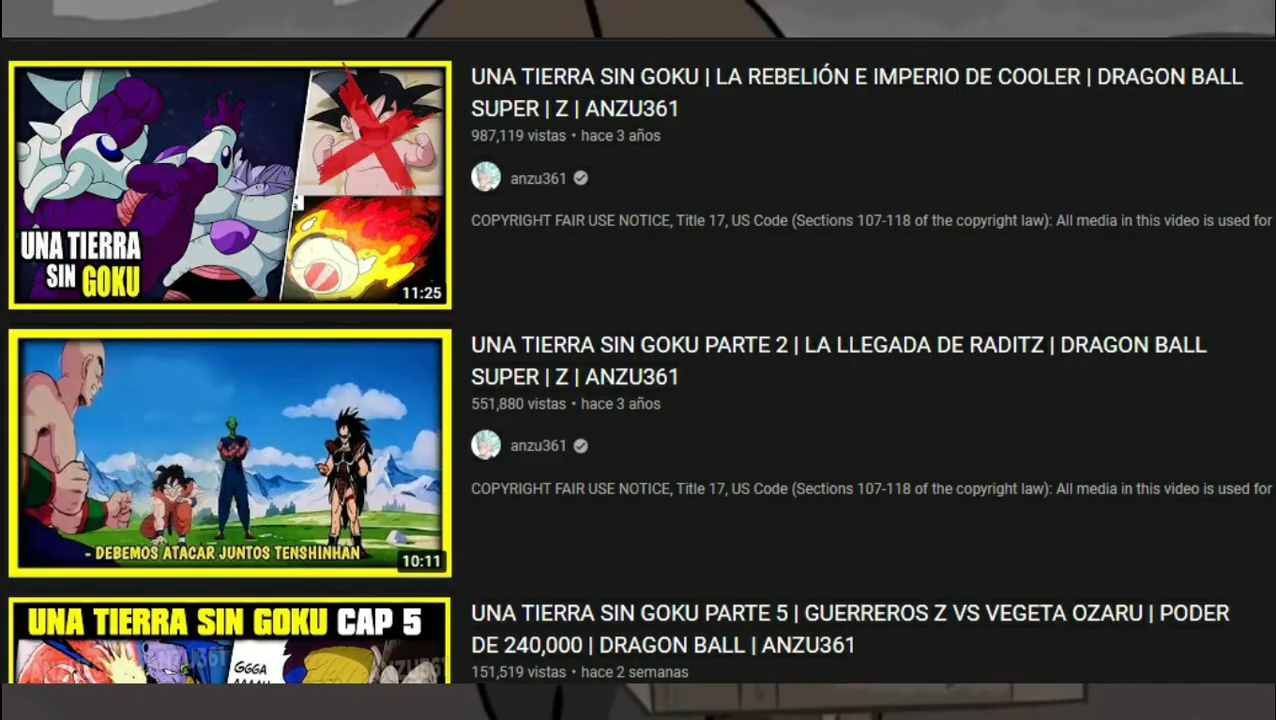 UNA TIERRA
SIN GOKU
11:25
UNA TIERRA SIN GOKU | LA REBELIÓN E IMPERIO DE COOLER | DRAGON BALL
SUPER | Z | ANZU361
987,119 vistas • hace 3 años
anzu361
COPYRIGHT FAIR USE NOTICE, Title 17, US Code (Sections 107-118 of the copyright law): All media in this video is used for
- DEBEMOS ATACAR JUNTOS TENSHINHAN
10:11
UNA TIERRA SIN GOKU PARTE 2 | LA LLEGADA DE RADITZ | DRAGON BALL
SUPER | Z | ANZU361
551,880 vistas • hace 3 años
anzu361
COPYRIGHT FAIR USE NOTICE, Title 17, US Code (Sections 107-118 of the copyright law): All media in this video is used for
UNA TIERRA SIN GOKU CAP 5
GGGA
UNA TIERRA SIN GOKU PARTE 5 | GUERREROS Z VS VEGETA OZARU | PODER
DE 240,000 | DRAGON BALL | ANZU361
151,519 vistas • hace 2 semanas